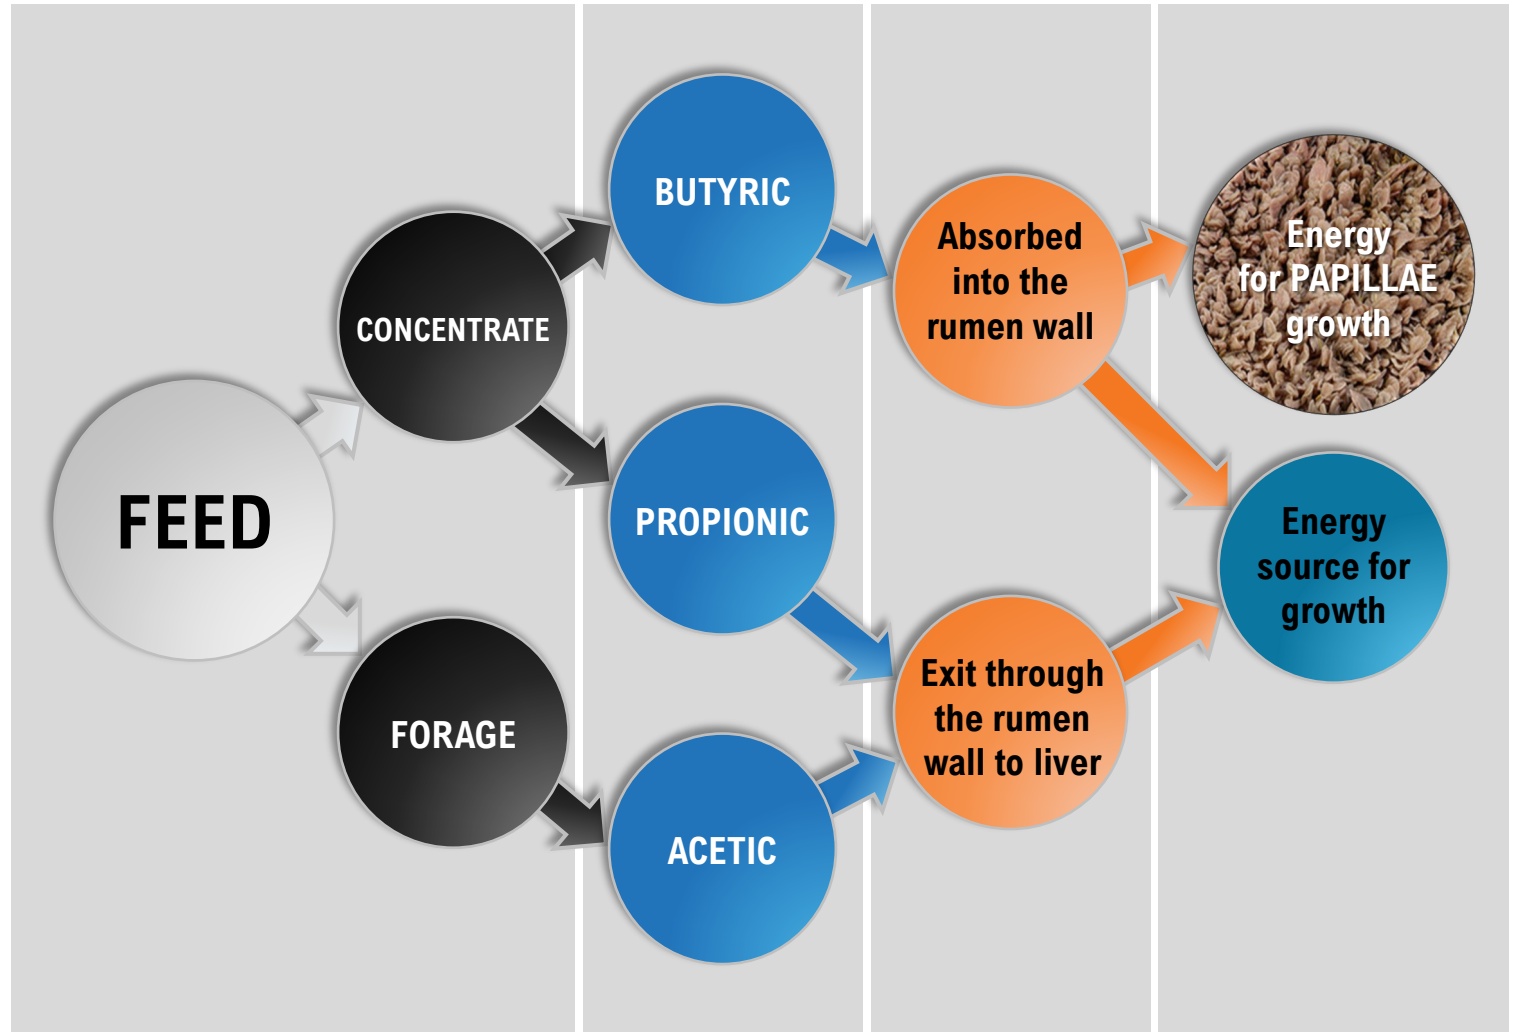 FEED
CONCENTRATE
FORAGE
BUTYRIC
PROPIONIC
ACETIC
Absorbed
into the
rumen wall
Exit through
the rumen
wall to liver
Energy
for PAPILLAE
growth
Energy
source for
growth